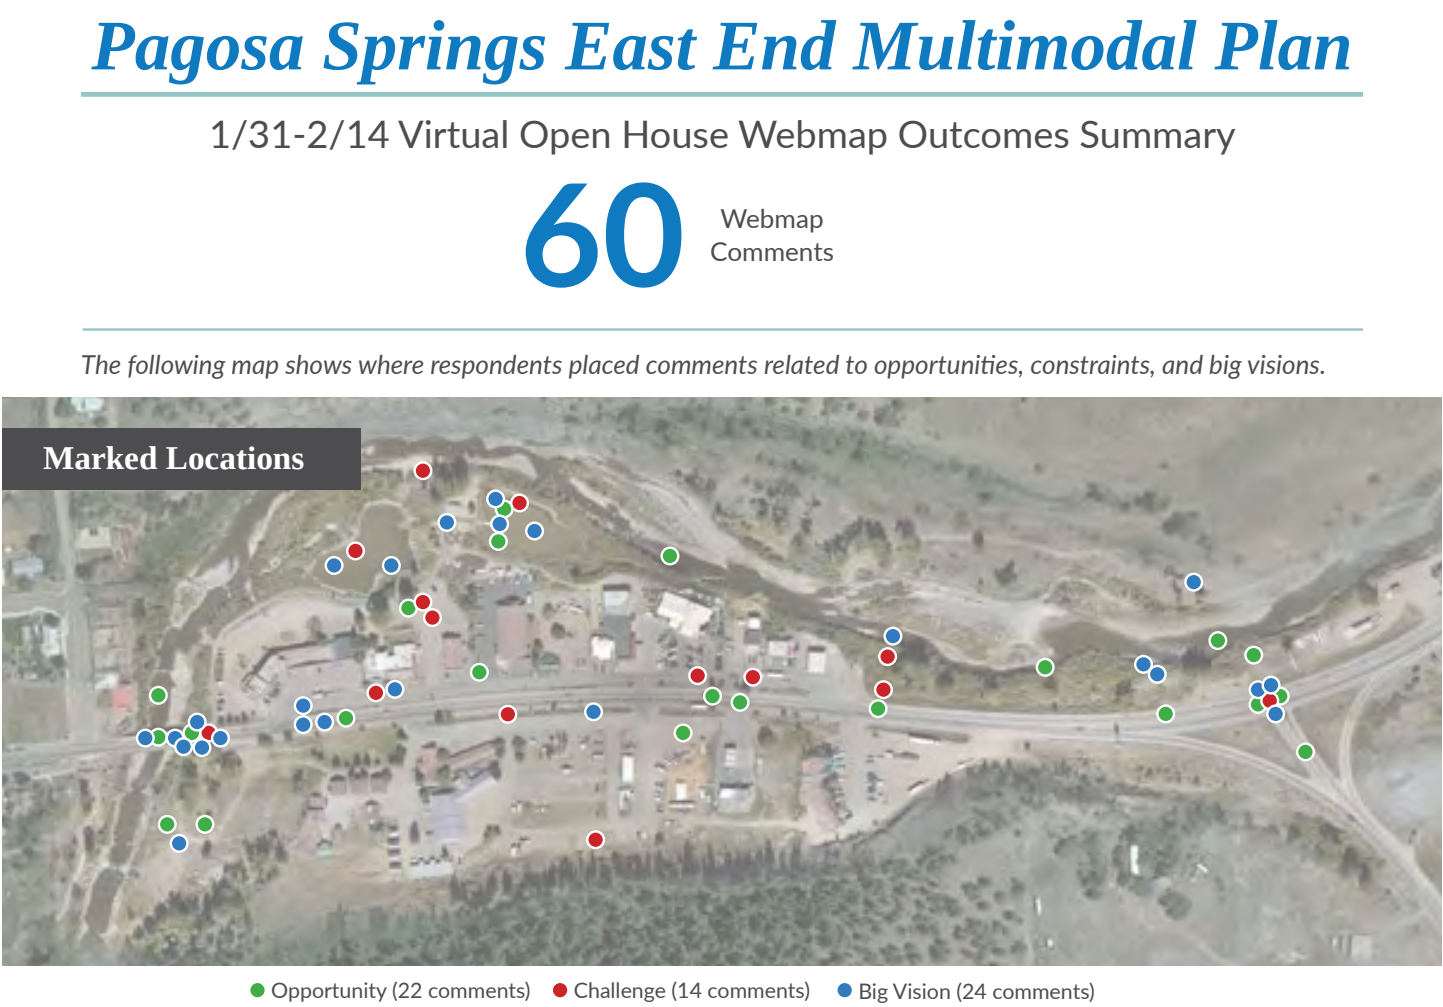 Pagosa Springs East End Multimodal Plan
1/31-2/14 Virtual Open House Webmap Outcomes Summary
60
Webmap
Comments
The following map shows where respondents placed comments related to opportunities, constraints, and big visions.
Marked Locations
Opportunity (22 comments) Challenge (14 comments) Big Vision (24 comments)